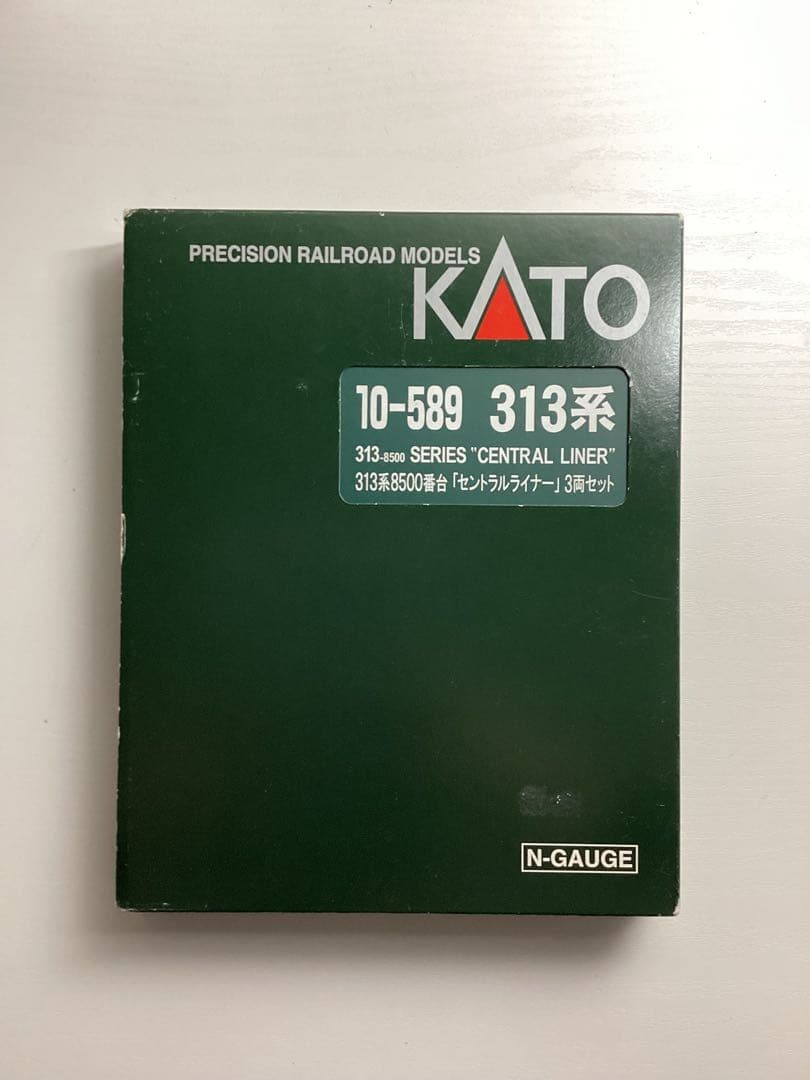 PRECISION RAILROAD MODELS
KATO
10-589 313系
313-8500 SERIES "CENTRAL LINER"
313系8500番台「セントラルライナー」3両セット
N-GAUGE